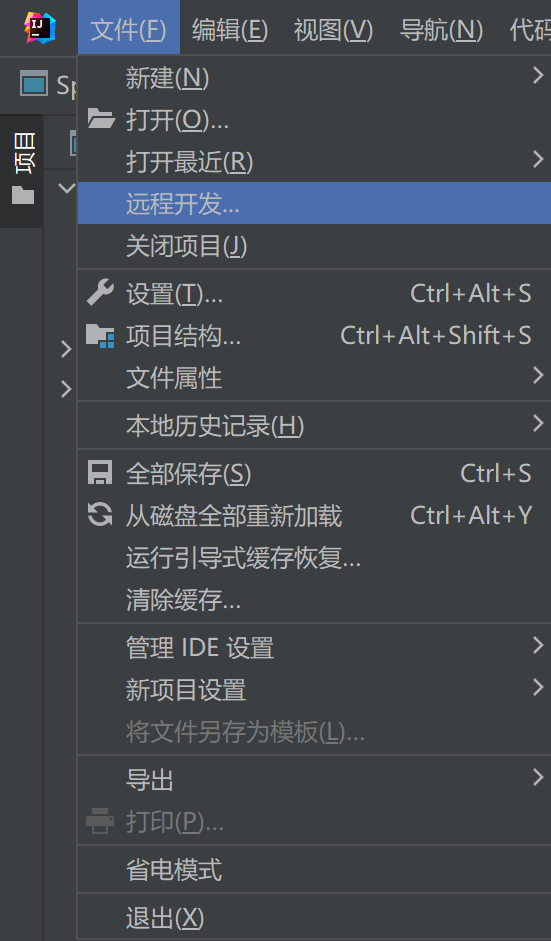 IJ
文件(F) 编辑(E) 视图(V) 导航(N) 代码
Sp
项目
新建(N)
打开(O)...
打开最近(R)
远程开发...
关闭项目(J)
设置(T)... Ctrl+Alt+S
项目结构... Ctrl+Alt+Shift+S
文件属性
本地历史记录(H)
全部保存(S) Ctrl+S
从磁盘全部重新加载 Ctrl+Alt+Y
运行引导式缓存恢复...
清除缓存...
管理 IDE 设置
新项目设置
将文件另存为模板(L)...
导出
打印(P)...
省电模式
退出(X)